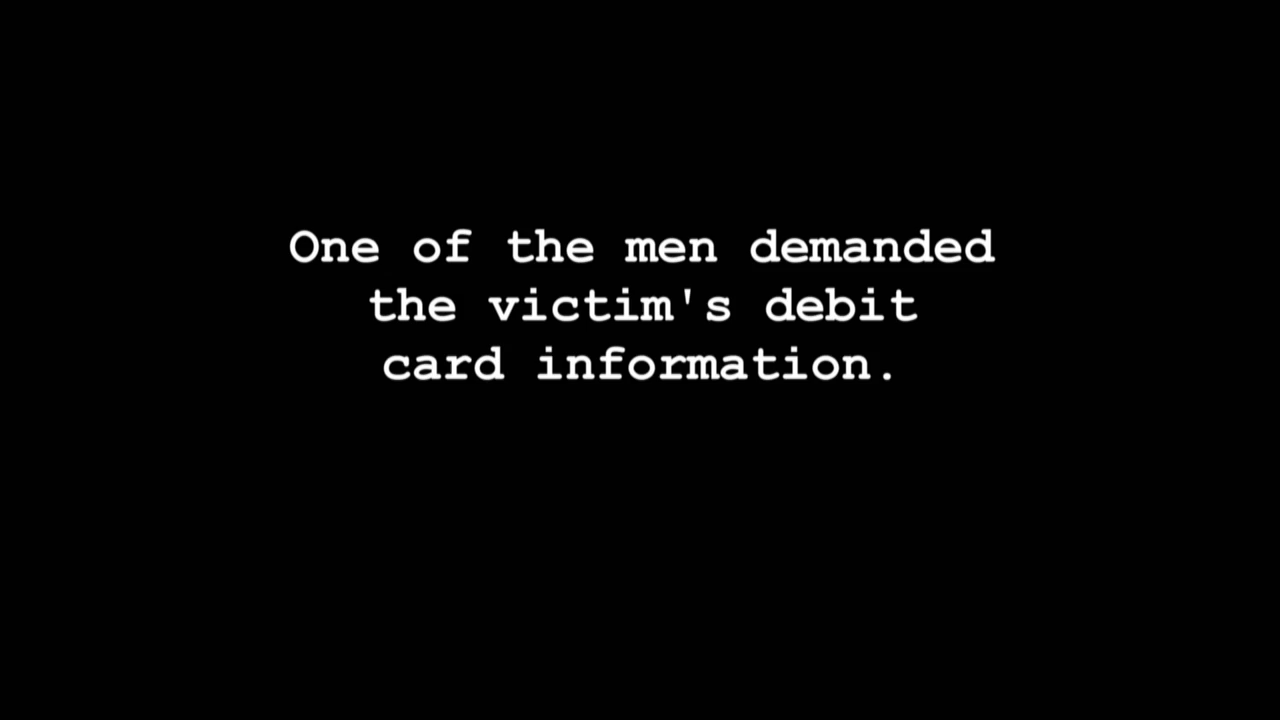 One of the men demanded
the victim's debit
card information.